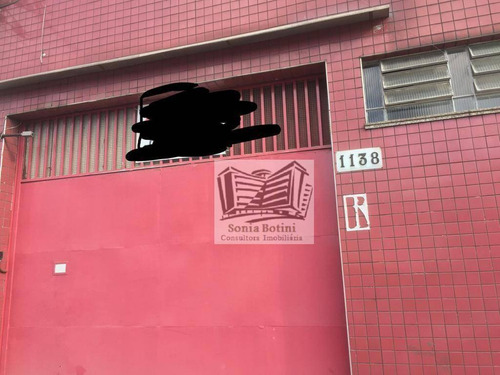 1138
R
Sonia Botini
Consultora Imobiliária